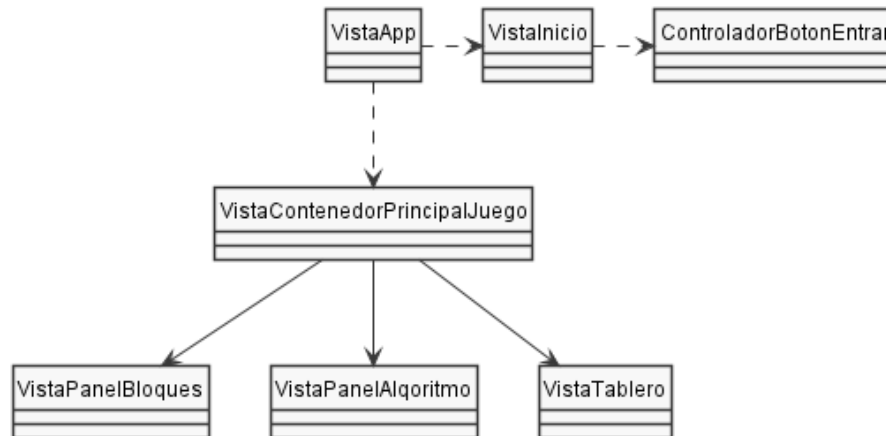 VistaApp
VistaInicio
ControladorBotonEntrar
VistaContenedorPrincipalJuego
VistaPanelBloques
VistaPanelAlgoritmo
VistaTablero